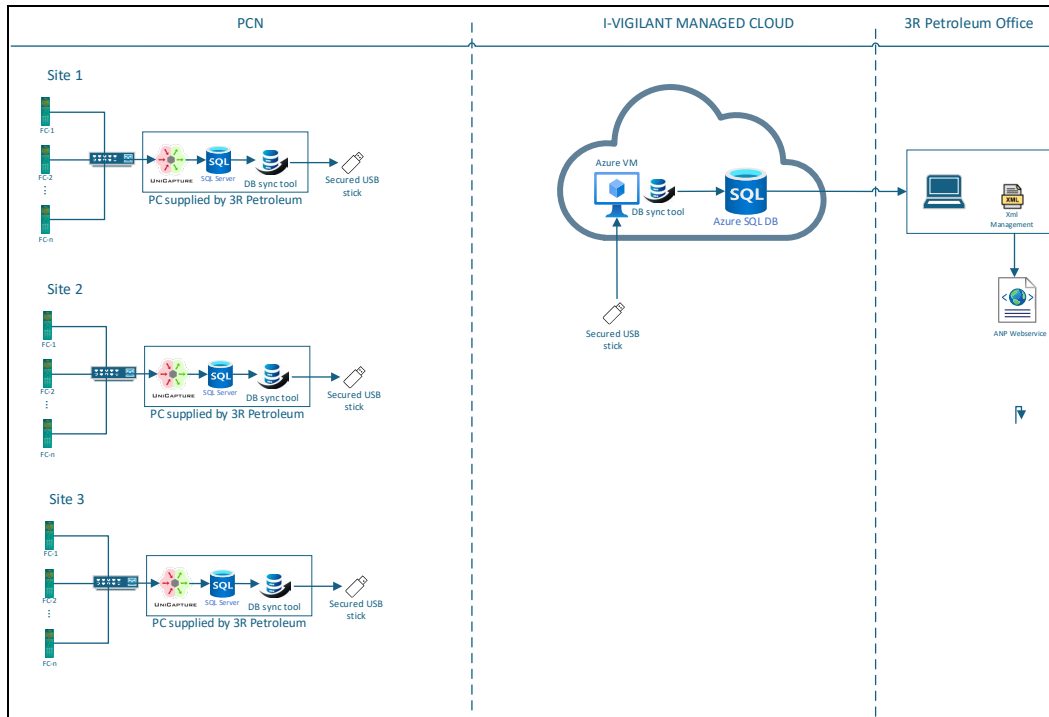 PCN
I-VIGILANT MANAGED CLOUD
3R Petroleum Office
Site 1
FC-1
FC-2
FC-n
UNICAPTURE
SQL
SQL Server
DB sync tool
PC supplied by 3R Petroleum
Secured USB
stick
Site 2
FC-1
FC-2
FC-n
UNICAPTURE
SQL
SQL Server
DB sync tool
PC supplied by 3R Petroleum
Secured USB
stick
Site 3
FC-1
FC-2
FC-n
UNICAPTURE
SQL
SQL Server
DB sync tool
PC supplied by 3R Petroleum
Secured USB
stick
Azure VM
DB sync tool
SQL
Azure SQL DB
Secured USB
stick
XML
Xml
Management
ANP Webservice